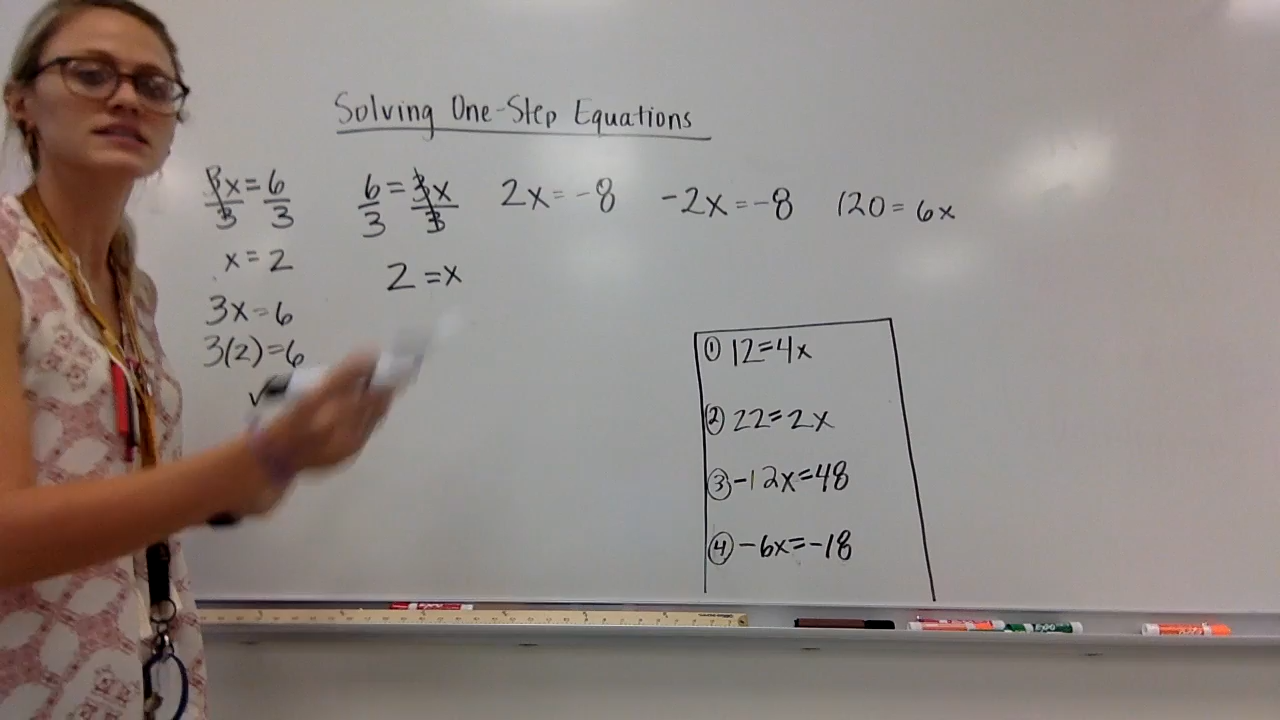 Solving One-Step Equations
3x = 6
3 3
x = 2
3x = 6
3(2) = 6
✓
6 = 3x
3 3
2 = x
2x = -8
-2x = -8
120 = 6x
① 12 = 4x
② 22 = 2x
③ -12x = 48
④ -6x = -18
EXPO